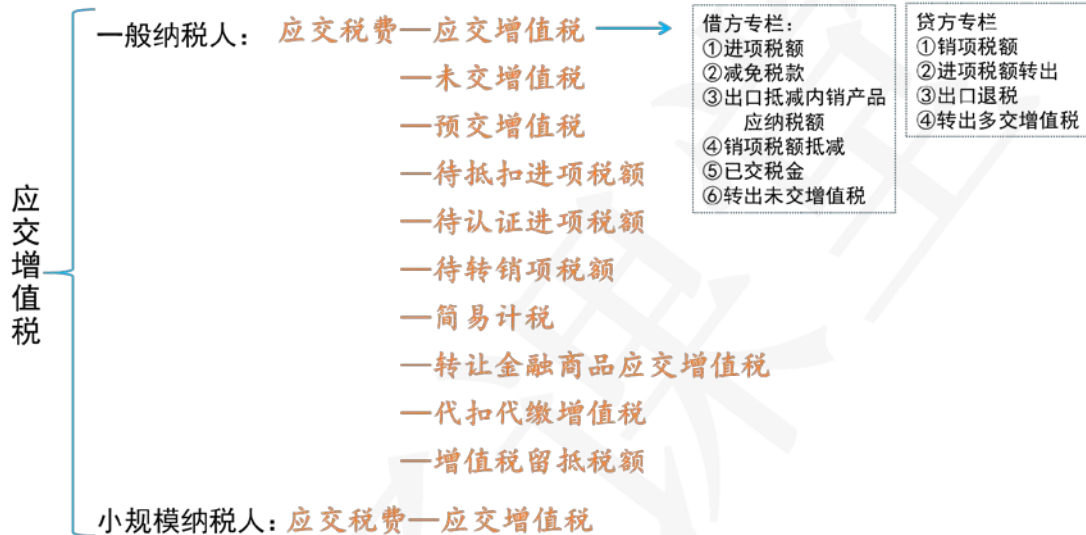 应交增值税
一般纳税人：
应交税费—应交增值税
—未交增值税
—预交增值税
—待抵扣进项税额
—待认证进项税额
—待转销项税额
—简易计税
—转让金融商品应交增值税
—代扣代缴增值税
—增值税留抵税额
借方专栏：
①进项税额
②减免税款
③出口抵减内销产品
应纳税额
④销项税额抵减
⑤已交税金
⑥转出未交增值税
贷方专栏
①销项税额
②进项税额转出
③出口退税
④转出多交增值税
小规模纳税人：应交税费—应交增值税